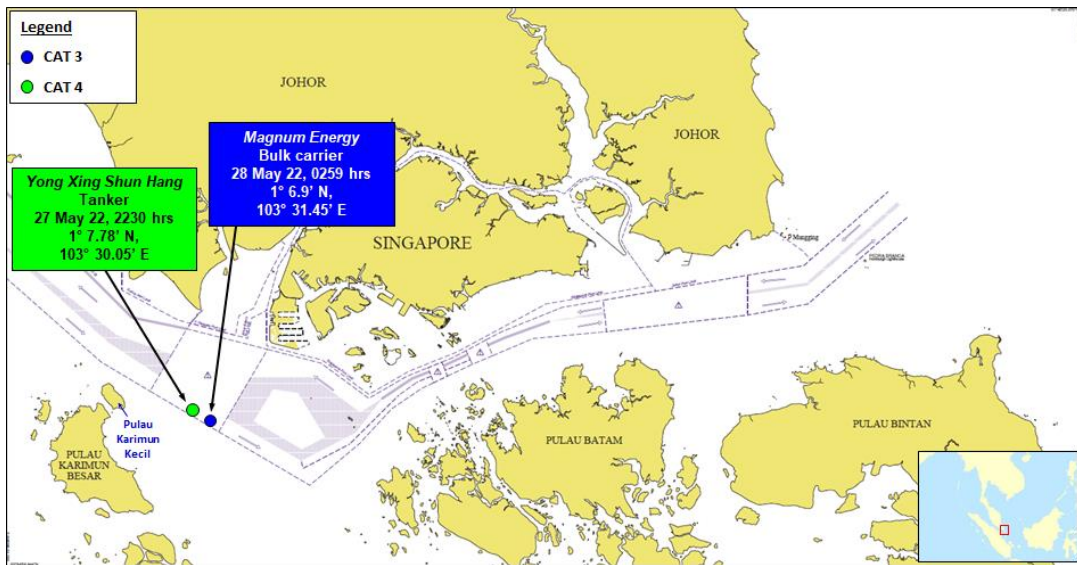 Legend
CAT 3
CAT 4
JOHOR
JOHOR
Magnum Energy
Bulk carrier
28 May 22, 0259 hrs
1° 6.9’ N,
103° 31.45’ E
Yong Xing Shun Hang
Tanker
27 May 22, 2230 hrs
1° 7.78’ N,
103° 30.05’ E
SINGAPORE
Pulau
Karimun
Kecil
PULAU
KARIMUN
BESAR
PULAU BATAM
PULAU BINTAN